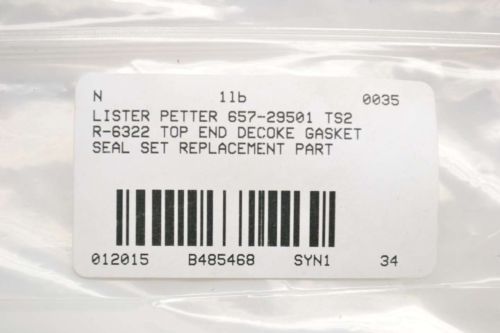 N 1lb 0035
LISTER PETTER 657-29501 TS2
R-6322 TOP END DECOKE GASKET
SEAL SET REPLACEMENT PART
012015 B485468 SYN1 34